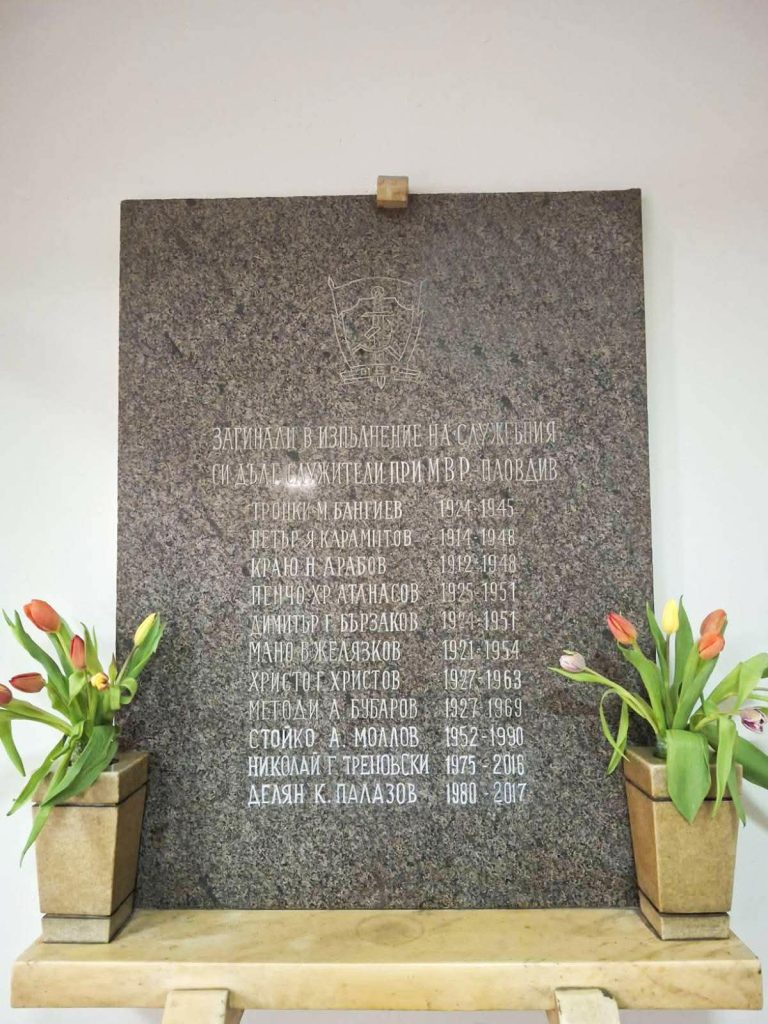 ЗАГИНАЛИ В ИЗПЪЛНЕНИЕ НА СЛУЖЕБНИЯ
СИ ДЪЛГ СЛУЖИТЕЛИ ПРИ МВР ПЛОВДИВ
М. БАНГИЕВ 1924-1945
ПЕТЪР Я КАРАМИТОВ 1914-1948
КРАЮ Н. АРАБОВ 1912-1948
ПЕНЧО ХР. АТАНАСОВ 1925-1951
ДИМИТЪР Г. БЪРЗАКОВ 1924-1951
МАНО В. ЖЕЛЯЗКОВ 1921-1954
ХРИСТО Г. ХРИСТОВ 1927-1963
МЕТОДИ А. БУБАРОВ 1927-1969
СТОЙКО А. МОЛЛОВ 1952-1990
НИКОЛАЙ Г. ТРЕНОВСКИ 1975-2016
ДЕЛЯН К. ПАЛАЗОВ 1980-2017